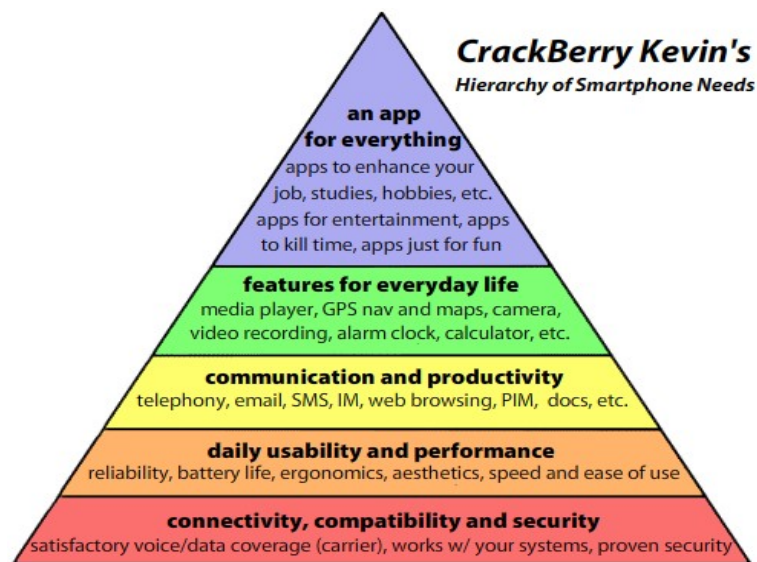 CrackBerry Kevin's
Hierarchy of Smartphone Needs
an app
for everything
apps to enhance your
job, studies, hobbies, etc.
apps for entertainment, apps
to kill time, apps just for fun
features for everyday life
media player, GPS nav and maps, camera,
video recording, alarm clock, calculator, etc.
communication and productivity
telephony, email, SMS, IM, web browsing, PIM, docs, etc.
daily usability and performance
reliability, battery life, ergonomics, aesthetics, speed and ease of use
connectivity, compatibility and security
satisfactory voice/data coverage (carrier), works w/ your systems, proven security